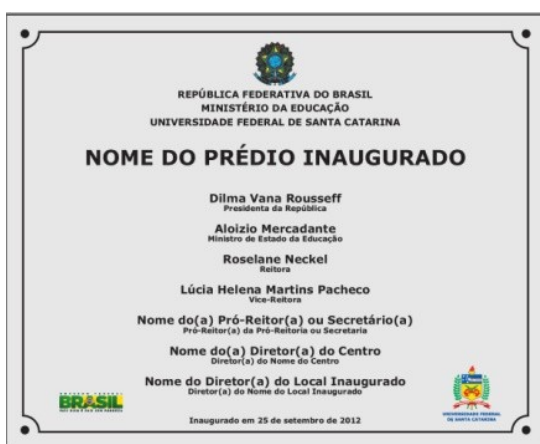 REPÚBLICA FEDERATIVA DO BRASIL
MINISTÉRIO DA EDUCAÇÃO
UNIVERSIDADE FEDERAL DE SANTA CATARINA
NOME DO PRÉDIO INAUGURADO
Dilma Vana Rousseff
Presidenta da República
Aloizio Mercadante
Ministro de Estado da Educação
Roselane Neckel
Reitora
Lúcia Helena Martins Pacheco
Vice-Reitora
Nome do(a) Pró-Reitor(a) ou Secretário(a)
Pró-Reitor(a) da Pró-Reitoria ou Secretaria
Nome do(a) Diretor(a) do Centro
Diretor(a) do Nome do Centro
Nome do Diretor(a) do Local Inaugurado
Diretor(a) do Nome do Local Inaugurado
BRASIL
UNIVERSIDADE FEDERAL
DE SANTA CATARINA
Inaugurado em 25 de setembro de 2012